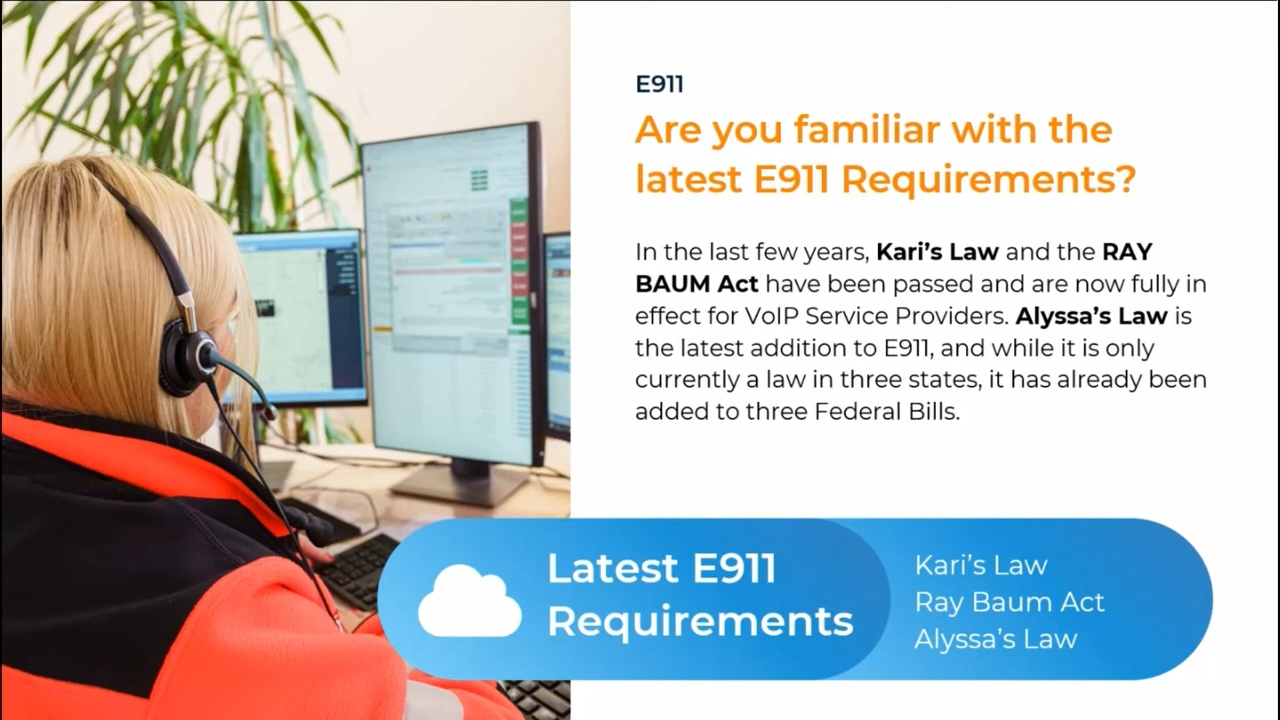 E911
Are you familiar with the
latest E911 Requirements?
In the last few years, Kari's Law and the RAY
BAUM Act have been passed and are now fully in
effect for VoIP Service Providers. Alyssa's Law is
the latest addition to E911, and while it is only
currently a law in three states, it has already been
added to three Federal Bills.
Latest E911
Requirements
Kari's Law
Ray Baum Act
Alyssa's Law